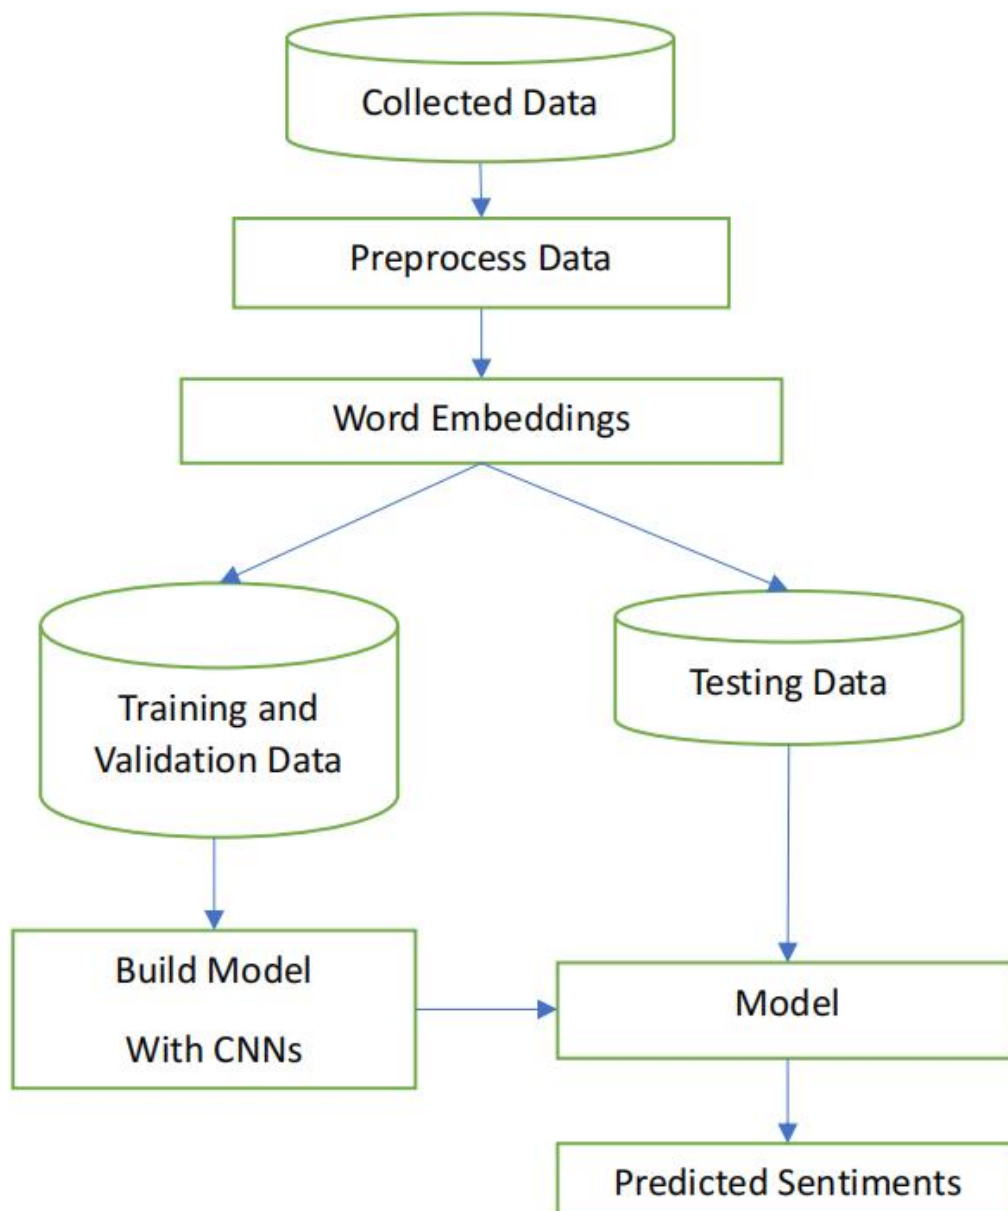 Collected Data
Preprocess Data
Word Embeddings
Training and
Validation Data
Testing Data
Build Model
With CNNs
Model
Predicted Sentiments